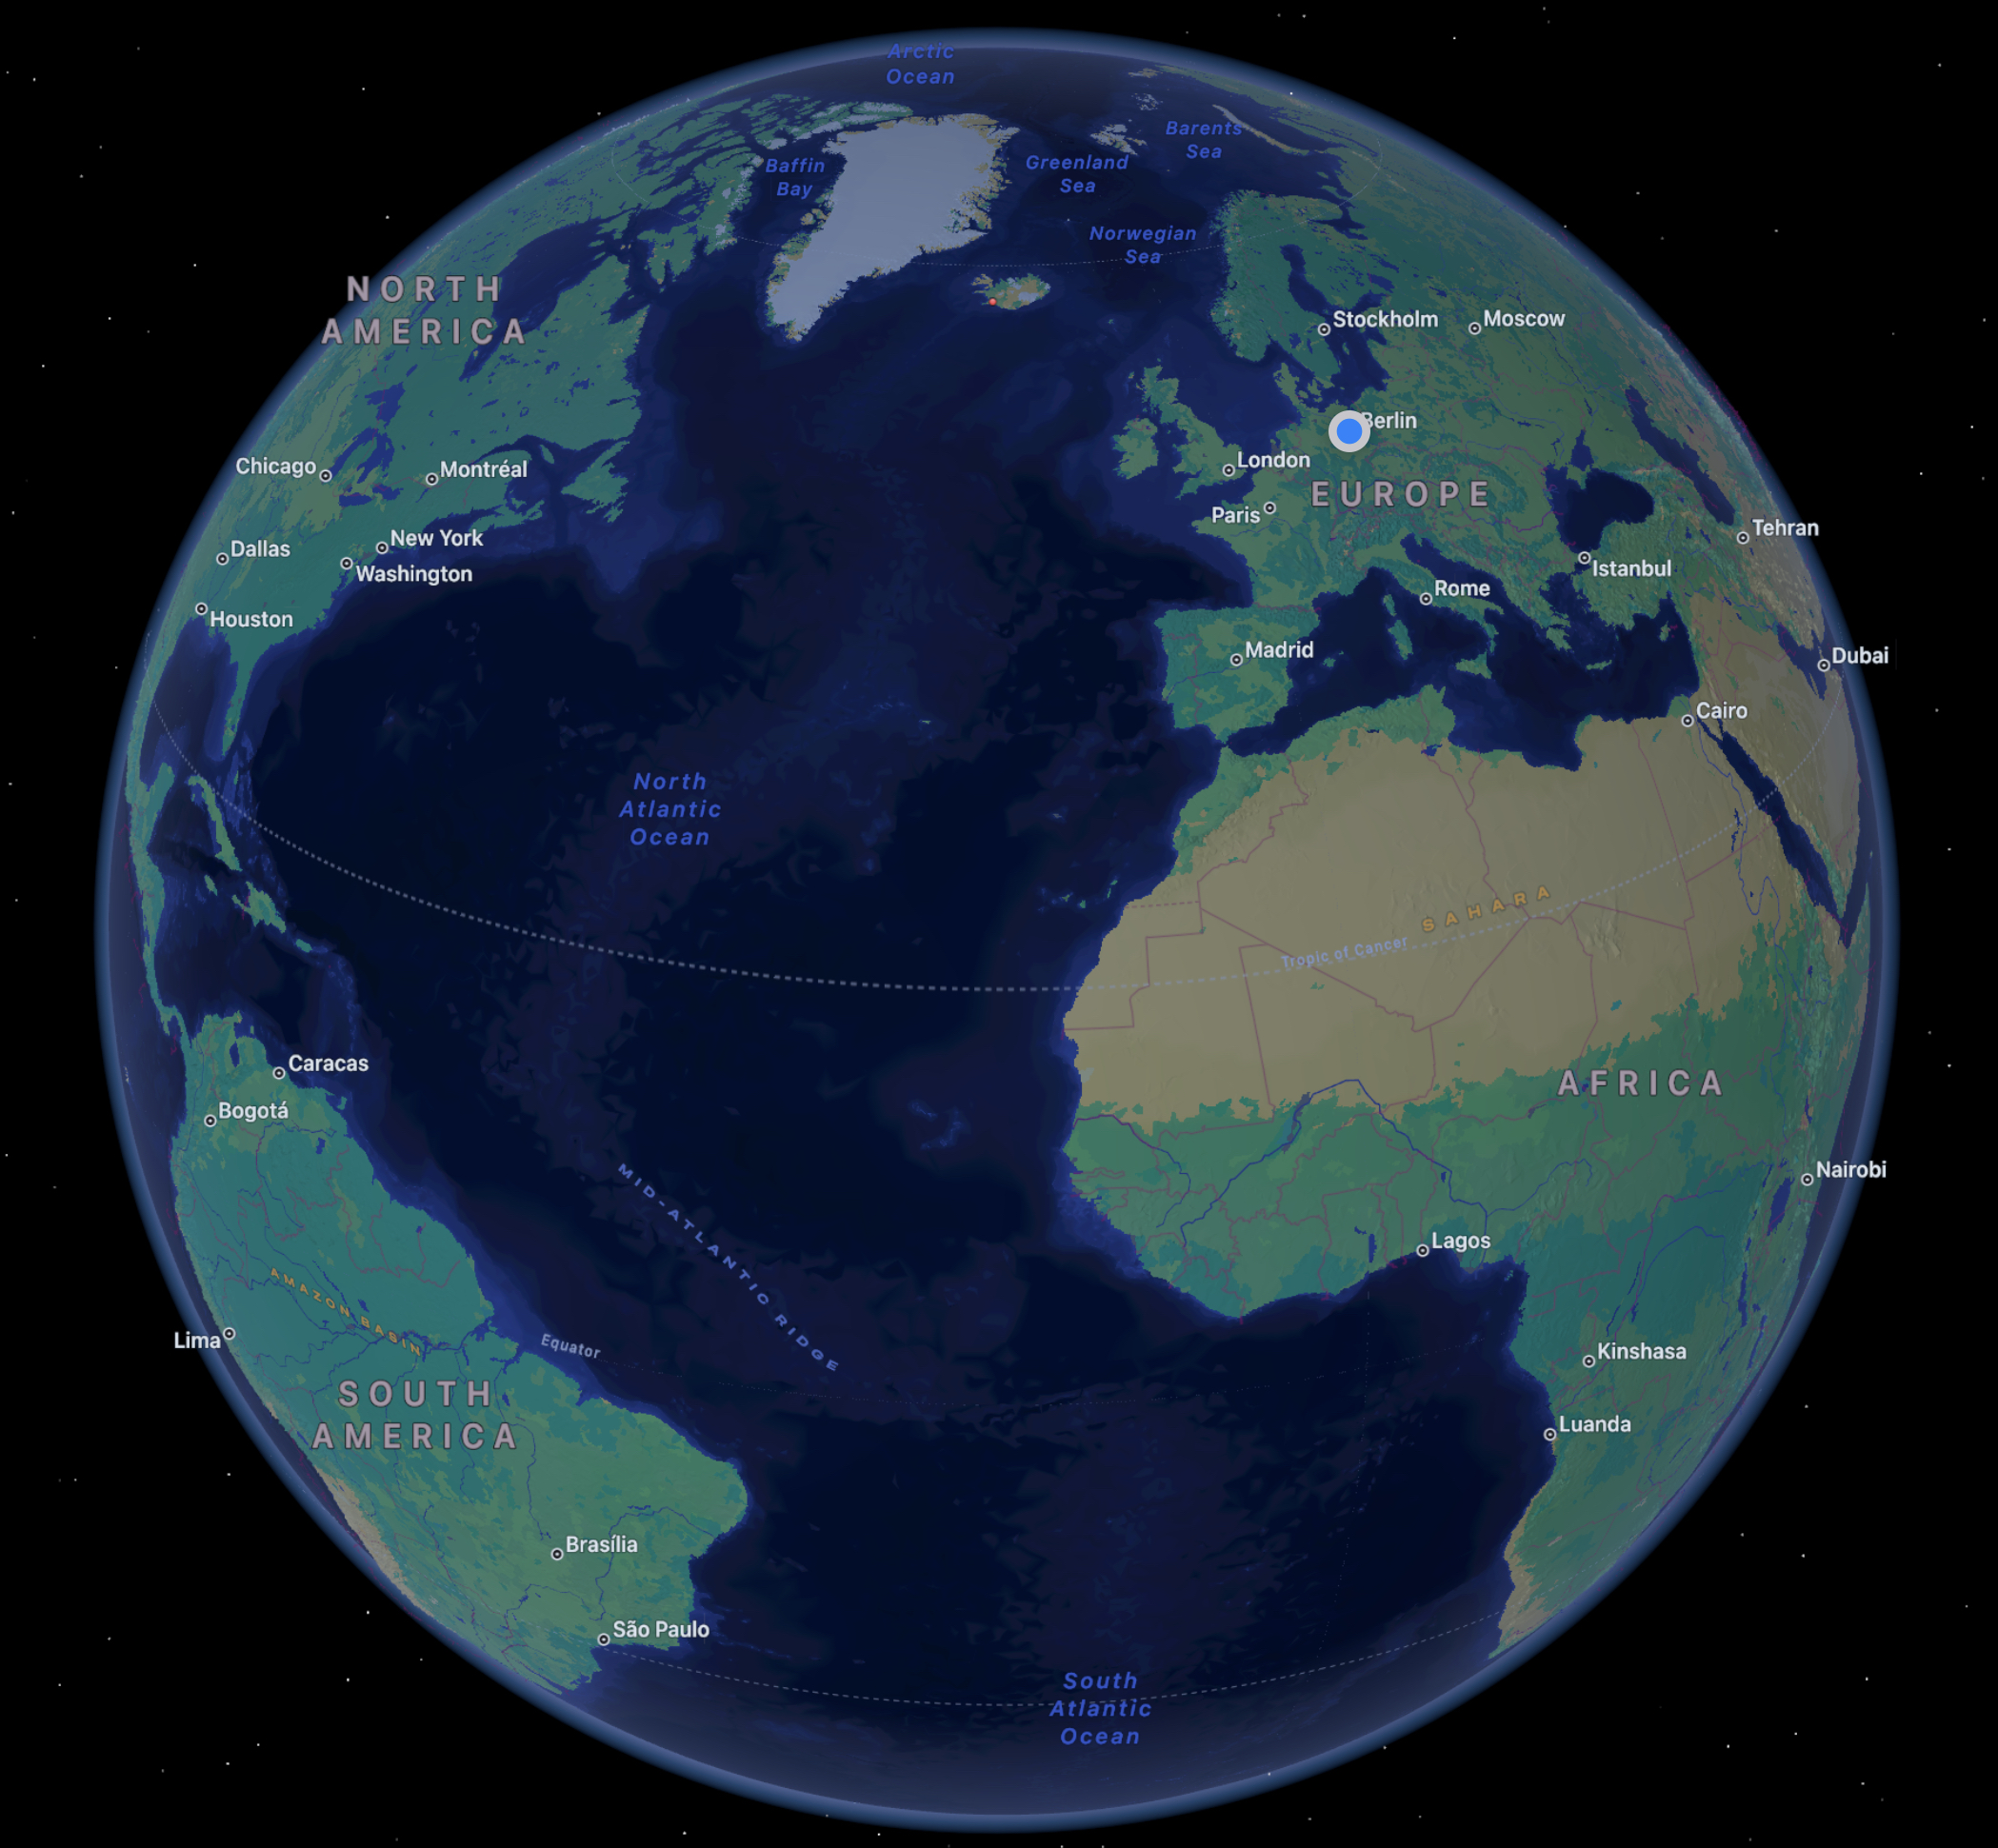 Arctic
Ocean
Barents
Sea
Baffin
Bay
Greenland
Sea
Norwegian
Sea
NORTH
AMERICA
Stockholm
Moscow
Berlin
Chicago
Montréal
London
EUROPE
Paris
New York
Tehran
Dallas
Washington
Istanbul
Rome
Houston
Madrid
Dubai
Cairo
North
Atlantic
Ocean
SAHARA
Tropic of Cancer
Caracas
AFRICA
Bogotá
Nairobi
MID-ATLANTIC RIDGE
Lagos
AMAZON BASIN
Lima
Equator
Kinshasa
SOUTH
AMERICA
Luanda
Brasília
São Paulo
South
Atlantic
Ocean